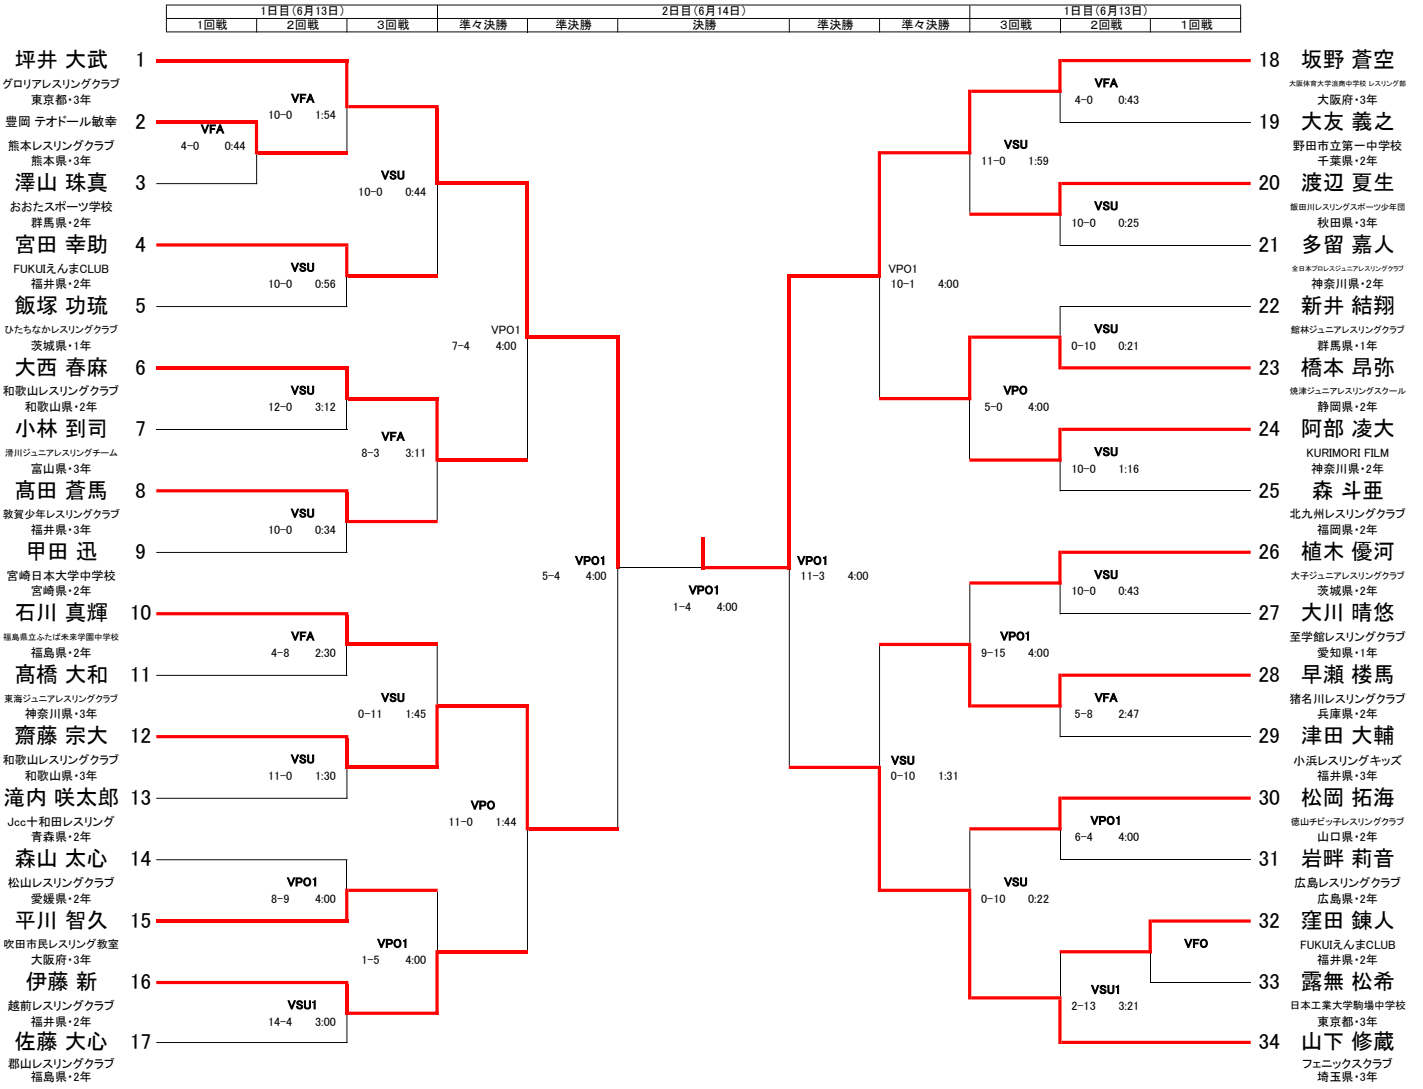 1日目(6月13日) 2日目(6月14日) 1日目(6月13日)
1回戦 2回戦 3回戦 準々決勝 準決勝 決勝 準決勝 準々決勝 3回戦 2回戦 1回戦
坪井 大武 1
グロリアレスリングクラブ
東京都・3年
豊岡 テオドール敏幸 2
熊本レスリングクラブ
熊本県・3年
澤山 珠真 3
おおたスポーツ学校
群馬県・2年
宮田 幸助 4
FUKUIえんまCLUB
福井県・2年
飯塚 功琉 5
ひたちなかレスリングクラブ
茨城県・1年
大西 春麻 6
和歌山レスリングクラブ
和歌山県・2年
小林 到司 7
滑川ジュニアレスリングチーム
富山県・3年
髙田 蒼馬 8
敦賀少年レスリングクラブ
福井県・3年
甲田 迅 9
宮崎日本大学中学校
宮崎県・2年
石川 真輝 10
福島県立ふたば未来学園中学校
福島県・2年
髙橋 大和 11
東海ジュニアレスリングクラブ
神奈川県・3年
齋藤 宗大 12
和歌山レスリングクラブ
和歌山県・3年
滝内 咲太郎 13
Jcc十和田レスリング
青森県・2年
森山 太心 14
松山レスリングクラブ
愛媛県・2年
平川 智久 15
吹田市民レスリング教室
大阪府・3年
伊藤 新 16
越前レスリングクラブ
福井県・2年
佐藤 大心 17
郡山レスリングクラブ
福島県・2年
VFA
4-0 0:44
VFA
10-0 1:54
VSU
10-0 0:56
VSU
12-0 3:12
VSU
10-0 0:34
VFA
4-8 2:30
VSU
11-0 1:30
VPO1
8-9 4:00
VSU1
14-4 3:00
VSU
10-0 0:44
VFA
8-3 3:11
VSU
0-11 1:45
VPO1
1-5 4:00
VPO1
7-4 4:00
VPO
11-0 1:44
VPO1
5-4 4:00
VPO1
1-4 4:00
VPO1
11-3 4:00
VPO1
10-1 4:00
VSU
0-10 1:31
VSU
11-0 1:59
VPO
5-0 4:00
VPO1
9-15 4:00
VSU
0-10 0:22
VFA
4-0 0:43
VSU
10-0 0:25
VSU
0-10 0:21
VSU
10-0 1:16
VSU
10-0 0:43
VFA
5-8 2:47
VPO1
6-4 4:00
VSU1
2-13 3:21
VFO
18 坂野 蒼空
大阪体育大学浪商中学校 レスリング部
大阪府・3年
19 大友 義之
野田市立第一中学校
千葉県・2年
20 渡辺 夏生
飯田川レスリングスポーツ少年団
秋田県・3年
21 多留 嘉人
全日本プロレスジュニアレスリングクラブ
神奈川県・2年
22 新井 結翔
館林ジュニアレスリングクラブ
群馬県・1年
23 橋本 昂弥
焼津ジュニアレスリングスクール
静岡県・2年
24 阿部 凌大
KURIMORI FILM
神奈川県・2年
25 森 斗亜
北九州レスリングクラブ
福岡県・2年
26 植木 優河
大子ジュニアレスリングクラブ
茨城県・2年
27 大川 晴悠
至学館レスリングクラブ
愛知県・1年
28 早瀬 楼馬
猪名川レスリングクラブ
兵庫県・2年
29 津田 大輔
小浜レスリングキッズ
福井県・3年
30 松岡 拓海
徳山チビッ子レスリングクラブ
山口県・2年
31 岩畔 莉音
広島レスリングクラブ
広島県・2年
32 窪田 錬人
FUKUIえんまCLUB
福井県・2年
33 露無 松希
日本工業大学駒場中学校
東京都・3年
34 山下 修蔵
フェニックスクラブ
埼玉県・3年